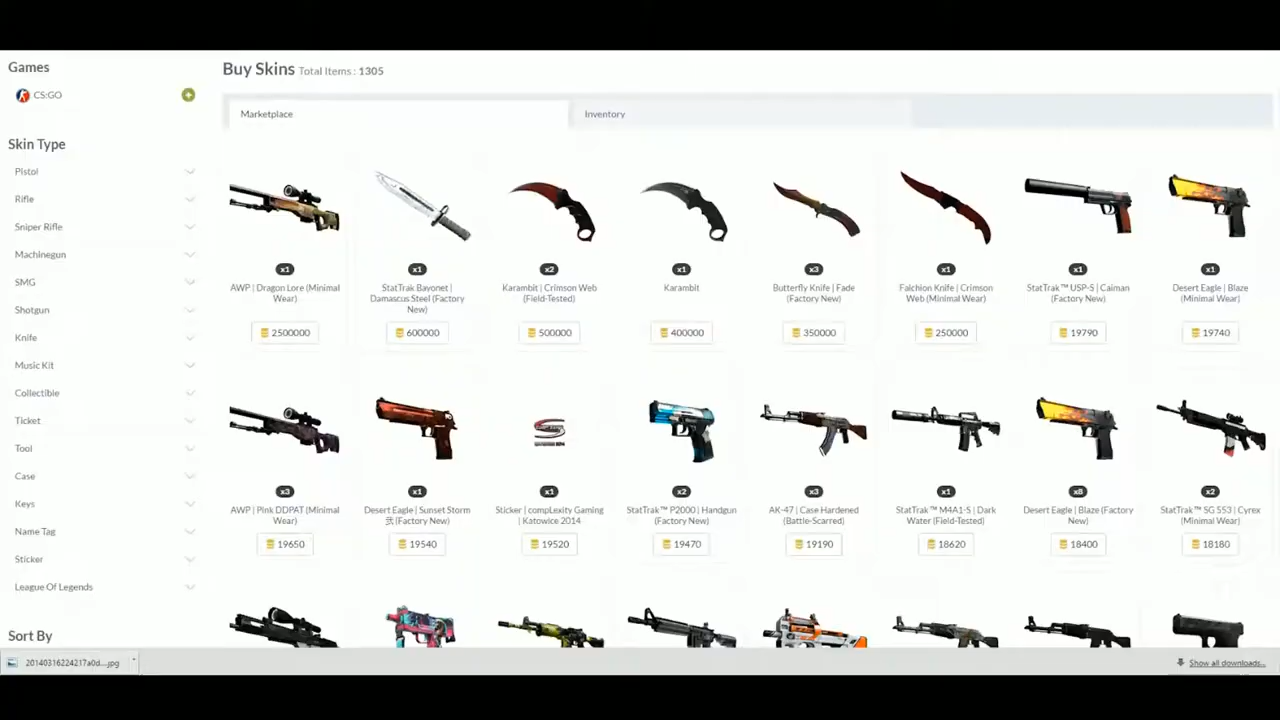 Games
CS:GO
Skin Type
Pistol
Rifle
Sniper Rifle
Machinegun
SMG
Shotgun
Knife
Music Kit
Collectible
Ticket
Tool
Case
Keys
Name Tag
Sticker
League Of Legends
Sort By
Buy Skins Total Items : 1305
Marketplace
Inventory
x1
AWP | Dragon Lore (Minimal
Wear)
2500000
x1
StatTrak Bayonet |
Damascus Steel (Factory
New)
600000
x2
Karambit | Crimson Web
(Field-Tested)
500000
x1
Karambit
400000
x3
Butterfly Knife | Fade
(Factory New)
350000
x1
Falchion Knife | Crimson
Web (Minimal Wear)
250000
x1
StatTrak™ USP-S | Caiman
(Factory New)
19790
x1
Desert Eagle | Blaze
(Minimal Wear)
19740
x3
AWP | Pink DDPAT (Minimal
Wear)
19650
x1
Desert Eagle | Sunset Storm
弐 (Factory New)
19540
x1
Sticker | compLexity Gaming
| Katowice 2014
19520
x2
StatTrak™ P2000 | Handgun
(Factory New)
19470
x3
AK-47 | Case Hardened
(Battle-Scarred)
19190
x1
StatTrak™ M4A1-S | Dark
Water (Field-Tested)
18620
x8
Desert Eagle | Blaze (Factory
New)
18400
x2
StatTrak™ SG 553 | Cyrex
(Minimal Wear)
18180
20140316224217a0d....jpg
Show all downloads...